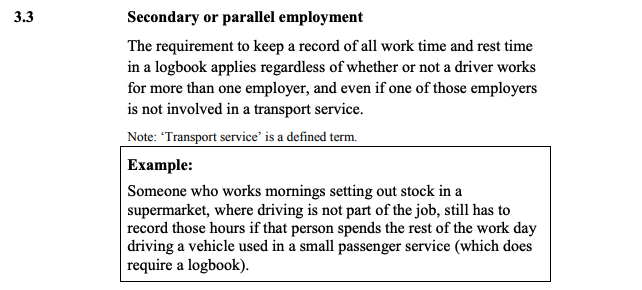 3.3 Secondary or parallel employment
The requirement to keep a record of all work time and rest time
in a logbook applies regardless of whether or not a driver works
for more than one employer, and even if one of those employers
is not involved in a transport service.
Note: ‘Transport service’ is a defined term.
Example:
Someone who works mornings setting out stock in a
supermarket, where driving is not part of the job, still has to
record those hours if that person spends the rest of the work day
driving a vehicle used in a small passenger service (which does
require a logbook).